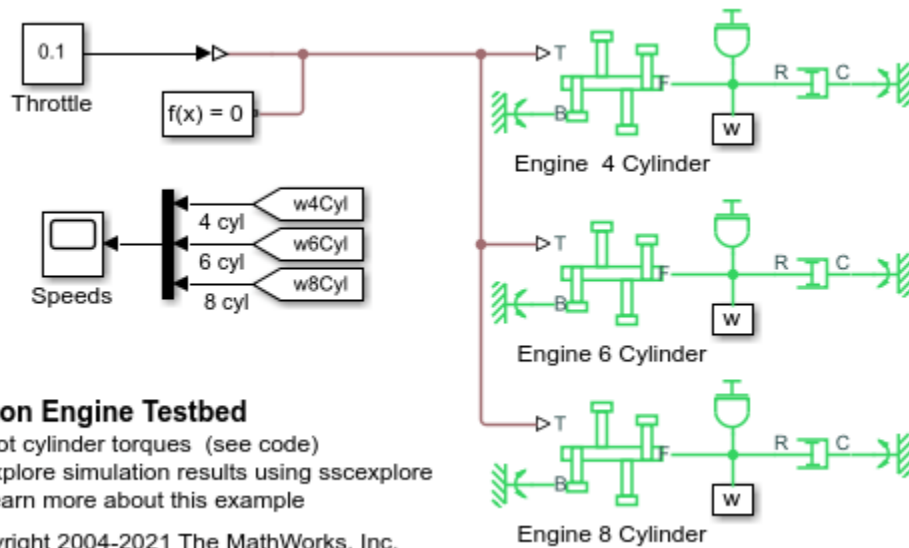 0.1
Throttle
f(x) = 0
w4Cyl
4 cyl
w6Cyl
6 cyl
w8Cyl
8 cyl
Speeds
T
B
F
R
C
w
Engine  4 Cylinder
T
B
F
R
C
w
Engine 6 Cylinder
T
B
F
R
C
w
Engine 8 Cylinder
on Engine Testbed
ot cylinder torques  (see code)
xplore simulation results using sscexplore
earn more about this example
yright 2004-2021 The MathWorks, Inc.